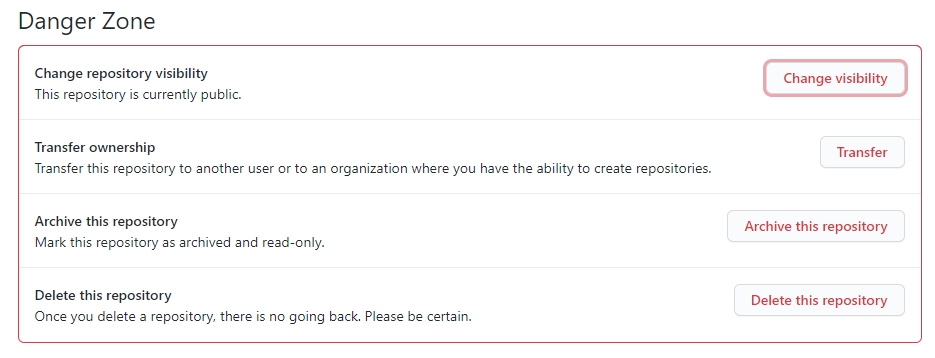 Danger Zone
Change repository visibility
This repository is currently public.
Change visibility
Transfer ownership
Transfer this repository to another user or to an organization where you have the ability to create repositories.
Transfer
Archive this repository
Mark this repository as archived and read-only.
Archive this repository
Delete this repository
Once you delete a repository, there is no going back. Please be certain.
Delete this repository